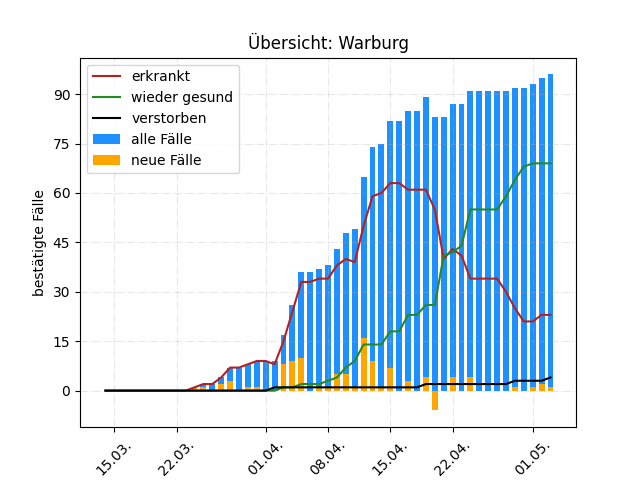 Übersicht: Warburg
erkrankt
wieder gesund
verstorben
alle Fälle
neue Fälle
bestätigte Fälle
90
75
60
45
30
15
0
15.03.
22.03.
01.04.
08.04.
15.04.
22.04.
01.05.